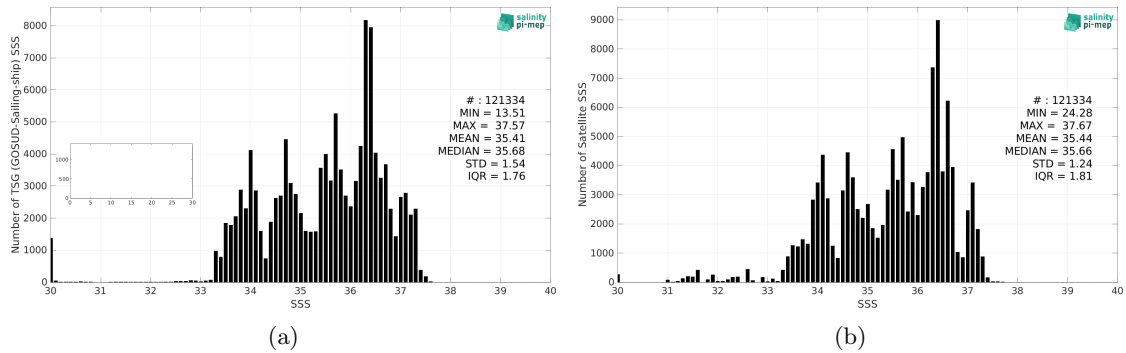 8000
7000
6000
5000
4000
3000
2000
1000
0
Number of TSG (GOSUD-Sailing-ship) SSS
salinity
pi-mep
# : 121334
MIN = 13.51
MAX = 37.57
MEAN = 35.41
MEDIAN = 35.68
STD = 1.54
IQR = 1.76
1000
500
0
0 5 10 15 20 25 30
30 31 32 33 34 35 36 37 38 39 40
SSS
(a)
9000
8000
7000
6000
5000
4000
3000
2000
1000
0
Number of Satellite SSS
salinity
pi-mep
# : 121334
MIN = 24.28
MAX = 37.67
MEAN = 35.44
MEDIAN = 35.66
STD = 1.24
IQR = 1.81
30 31 32 33 34 35 36 37 38 39 40
SSS
(b)